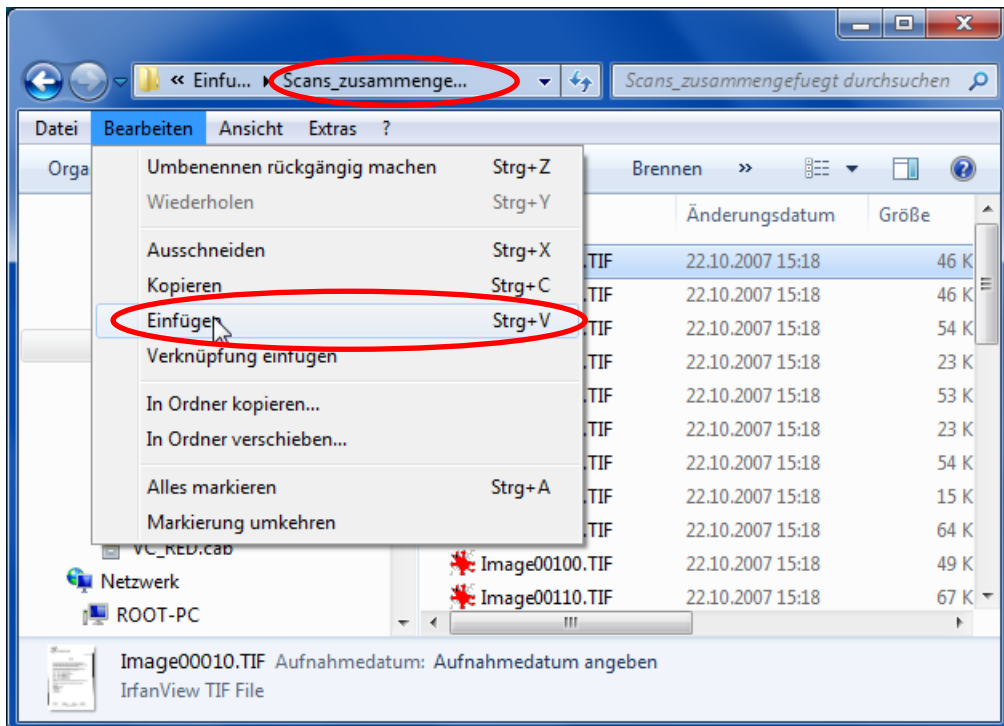 « Einfu... Scans_zusammenge...
Scans_zusammengefuegt durchsuchen
Datei Bearbeiten Ansicht Extras ?
Orga Brennen »
Umbenennen rückgängig machen Strg+Z
Wiederholen Strg+Y
Ausschneiden Strg+X
Kopieren Strg+C
Einfügen Strg+V
Verknüpfung einfügen
In Ordner kopieren...
In Ordner verschieben...
Alles markieren Strg+A
Markierung umkehren
Änderungsdatum Größe
.TIF 22.10.2007 15:18 46 K
.TIF 22.10.2007 15:18 46 K
.TIF 22.10.2007 15:18 54 K
.TIF 22.10.2007 15:18 23 K
.TIF 22.10.2007 15:18 53 K
.TIF 22.10.2007 15:18 23 K
.TIF 22.10.2007 15:18 54 K
.TIF 22.10.2007 15:18 15 K
.TIF 22.10.2007 15:18 64 K
Image00100.TIF 22.10.2007 15:18 49 K
Image00110.TIF 22.10.2007 15:18 67 K
VC_RED.cab
Netzwerk
ROOT-PC
Image00010.TIF Aufnahmedatum: Aufnahmedatum angeben
IrfanView TIF File